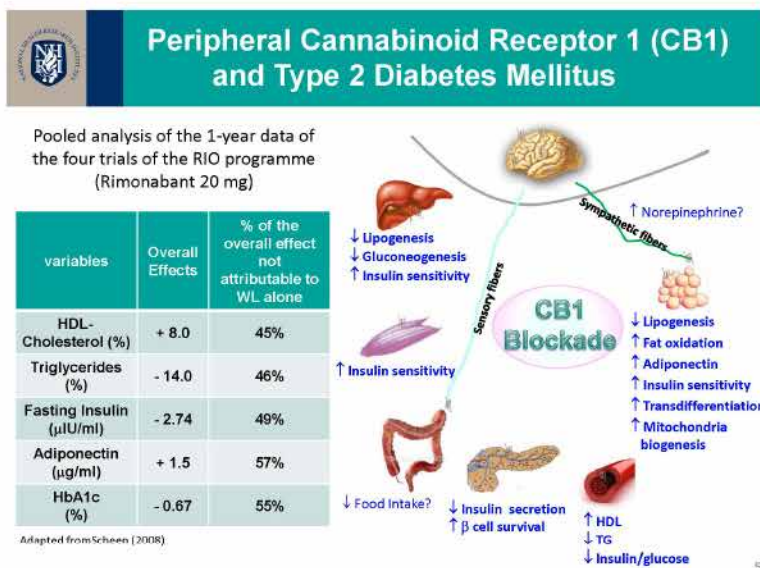 NHRI
Peripheral Cannabinoid Receptor 1 (CB1)
and Type 2 Diabetes Mellitus
Pooled analysis of the 1-year data of
the four trials of the RIO programme
(Rimonabant 20 mg)
variables
Overall
Effects
% of the
overall effect
not
attributable to
WL alone
HDL-
Cholesterol (%)
+ 8.0
45%
Triglycerides
(%)
- 14.0
46%
Fasting Insulin
(μIU/ml)
- 2.74
49%
Adiponectin
(μg/ml)
+ 1.5
57%
HbA1c
(%)
- 0.67
55%
Adapted fromScheen (2008)
↓ Lipogenesis
↓ Gluconeogenesis
↑ Insulin sensitivity
↑ Insulin sensitivity
Sensory fibers
Sympathetic fibers
↑ Norepinephrine?
CB1
Blockade
↓ Lipogenesis
↑ Fat oxidation
↑ Adiponectin
↑ Insulin sensitivity
↑ Transdifferentiation
↑ Mitochondria
biogenesis
↓ Food Intake?
↓ Insulin secretion
↑ β cell survival
↑ HDL
↓ TG
↓ Insulin/glucose